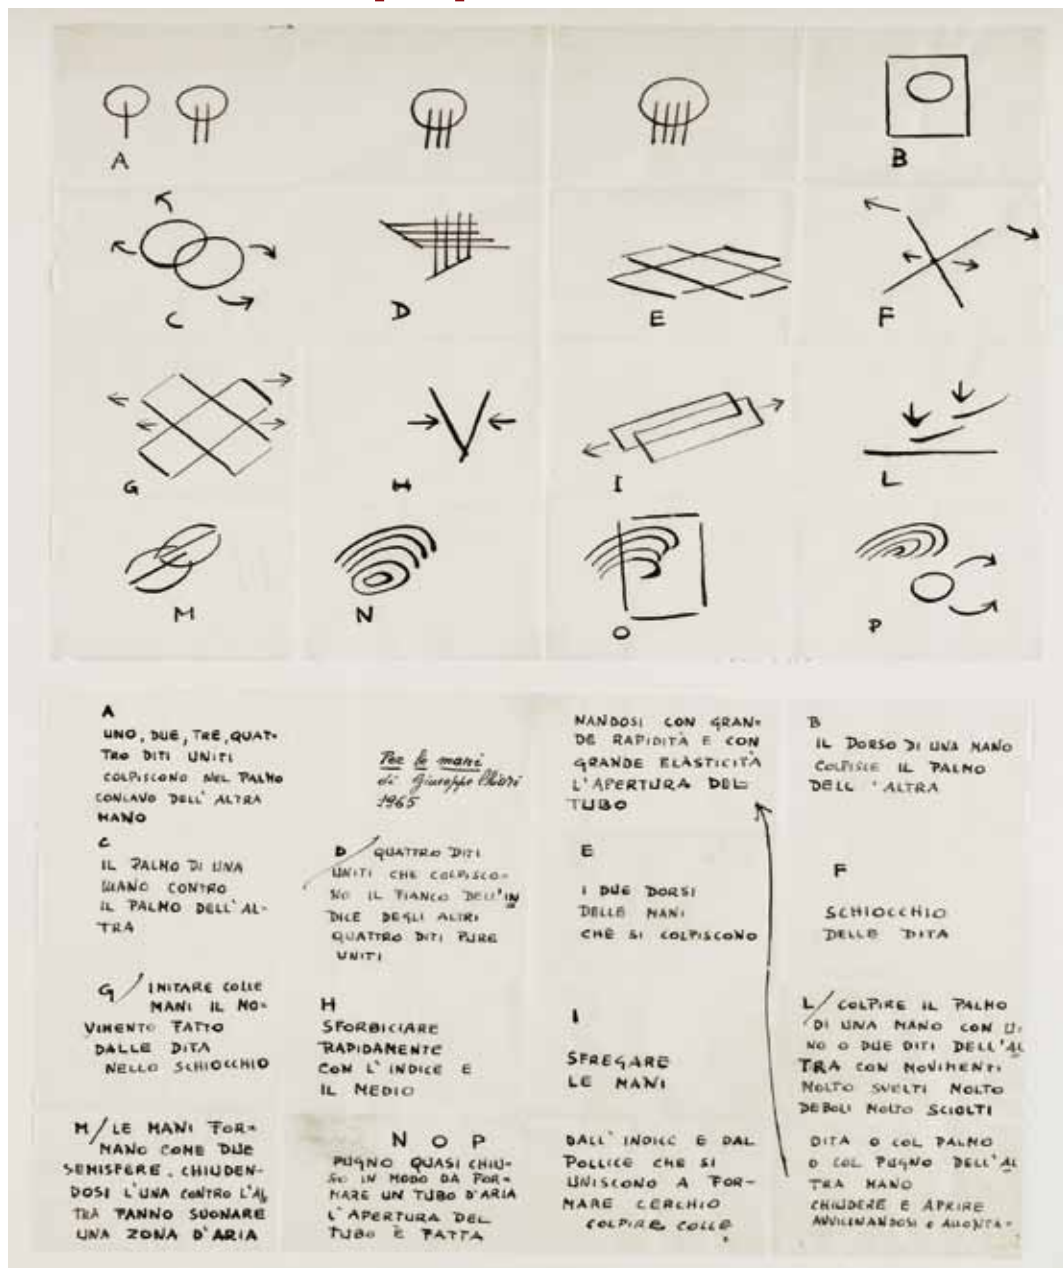 A
B
C
D
E
F
G
H
I
L
M
N
O
P
A
UNO, DUE, TRE, QUAT-
TRO DITI UNITI
COLPISCONO NEL PALMO
CONCAVO DELL'ALTRA
MANO
Per le mani
di Giuseppe Chiari
1965
B
IL DORSO DI UNA MANO
COLPISCE IL PALMO
DELL'ALTRA
C
IL PALMO DI UNA
MANO CONTRO
IL PALMO DELL'AL-
TRA
D/ QUATTRO DITI
UNITI CHE COLPISCO-
NO IL FIANCO DELL'IN
DICE DEGLI ALTRI
QUATTRO DITI PURE
UNITI
E
I DUE DORSI
DELLE MANI
CHE SI COLPISCONO
F
SCHIOCCHIO
DELLE DITA
G/ IMITARE COLLE
MANI IL MO-
VIMENTO FATTO
DALLE DITA
NELLO SCHIOCCHIO
H
SFORBICIARE
RAPIDAMENTE
CON L'INDICE E
IL MEDIO
I
SFREGARE
LE MANI
L/ COLPIRE IL PALMO
DI UNA MANO CON U-
NO O DUE DITI DELL'AL
TRA CON MOVIMENTI
MOLTO SVELTI MOLTO
DEBOLI MOLTO SCIOLTI
M/ LE MANI FOR-
MANO COME DUE
SEMISFERE. CHIUDEN-
DOSI L'UNA CONTRO L'AL
TRA FANNO SUONARE
UNA ZONA D'ARIA
N O P
PUGNO QUASI CHIU-
SO IN MODO DA FOR-
MARE UN TUBO D'ARIA
L'APERTURA DEL
TUBO È FATTA
DALL'INDICE E DAL
POLLICE CHE SI
UNISCONO A FOR-
MARE CERCHIO
COLPIRE COLLE
DITA O COL PALMO
O COL PUGNO DELL'AL
TRA MANO
CHIUDERE E APRIRE
AVVICINANDOSI E ALLONTA-
NANDOSI CON GRAN-
DE RAPIDITÀ E CON
GRANDE ELASTICITÀ
L'APERTURA DEL
TUBO